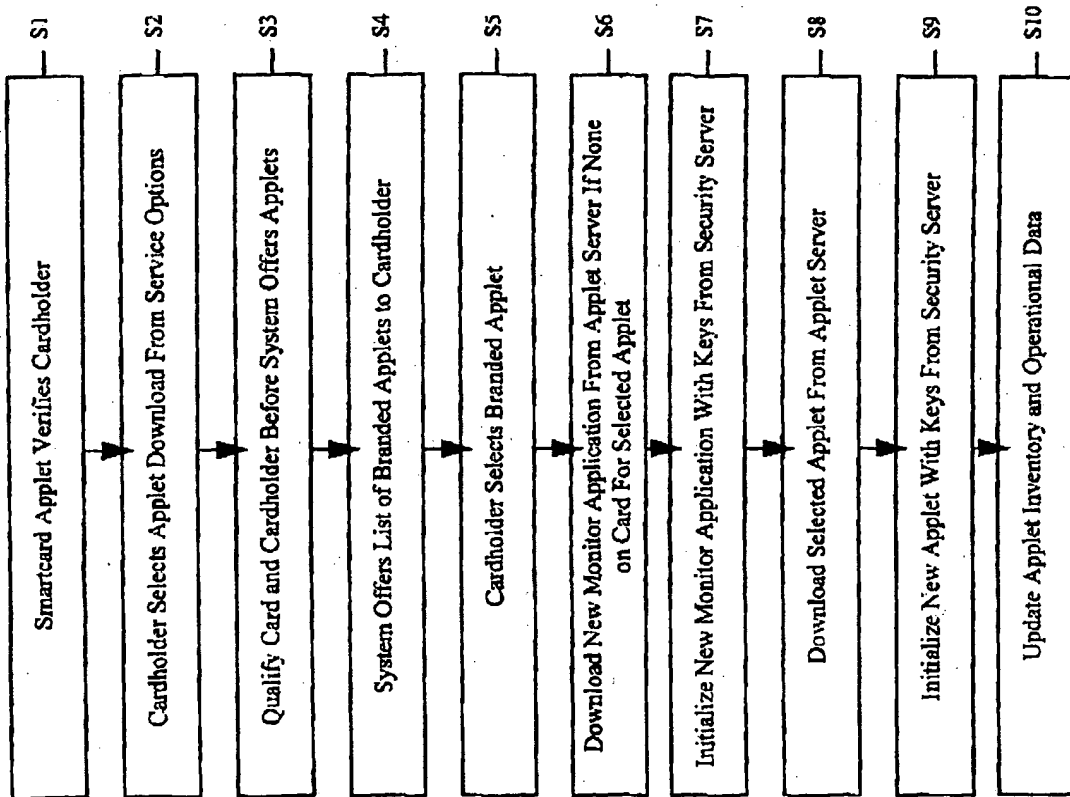 Smartcard Applet Verifies Cardholder
S1
Cardholder Selects Applet Download From Service Options
S2
Qualify Card and Cardholder Before System Offers Applets
S3
System Offers List of Branded Applets to Cardholder
S4
Cardholder Selects Branded Applet
S5
Download New Monitor Application From Applet Server If None
on Card For Selected Applet
S6
Initialize New Monitor Application With Keys From Security Server
S7
Download Selected Applet From Applet Server
S8
Initialize New Applet With Keys From Security Server
S9
Update Applet Inventory and Operational Data
S10